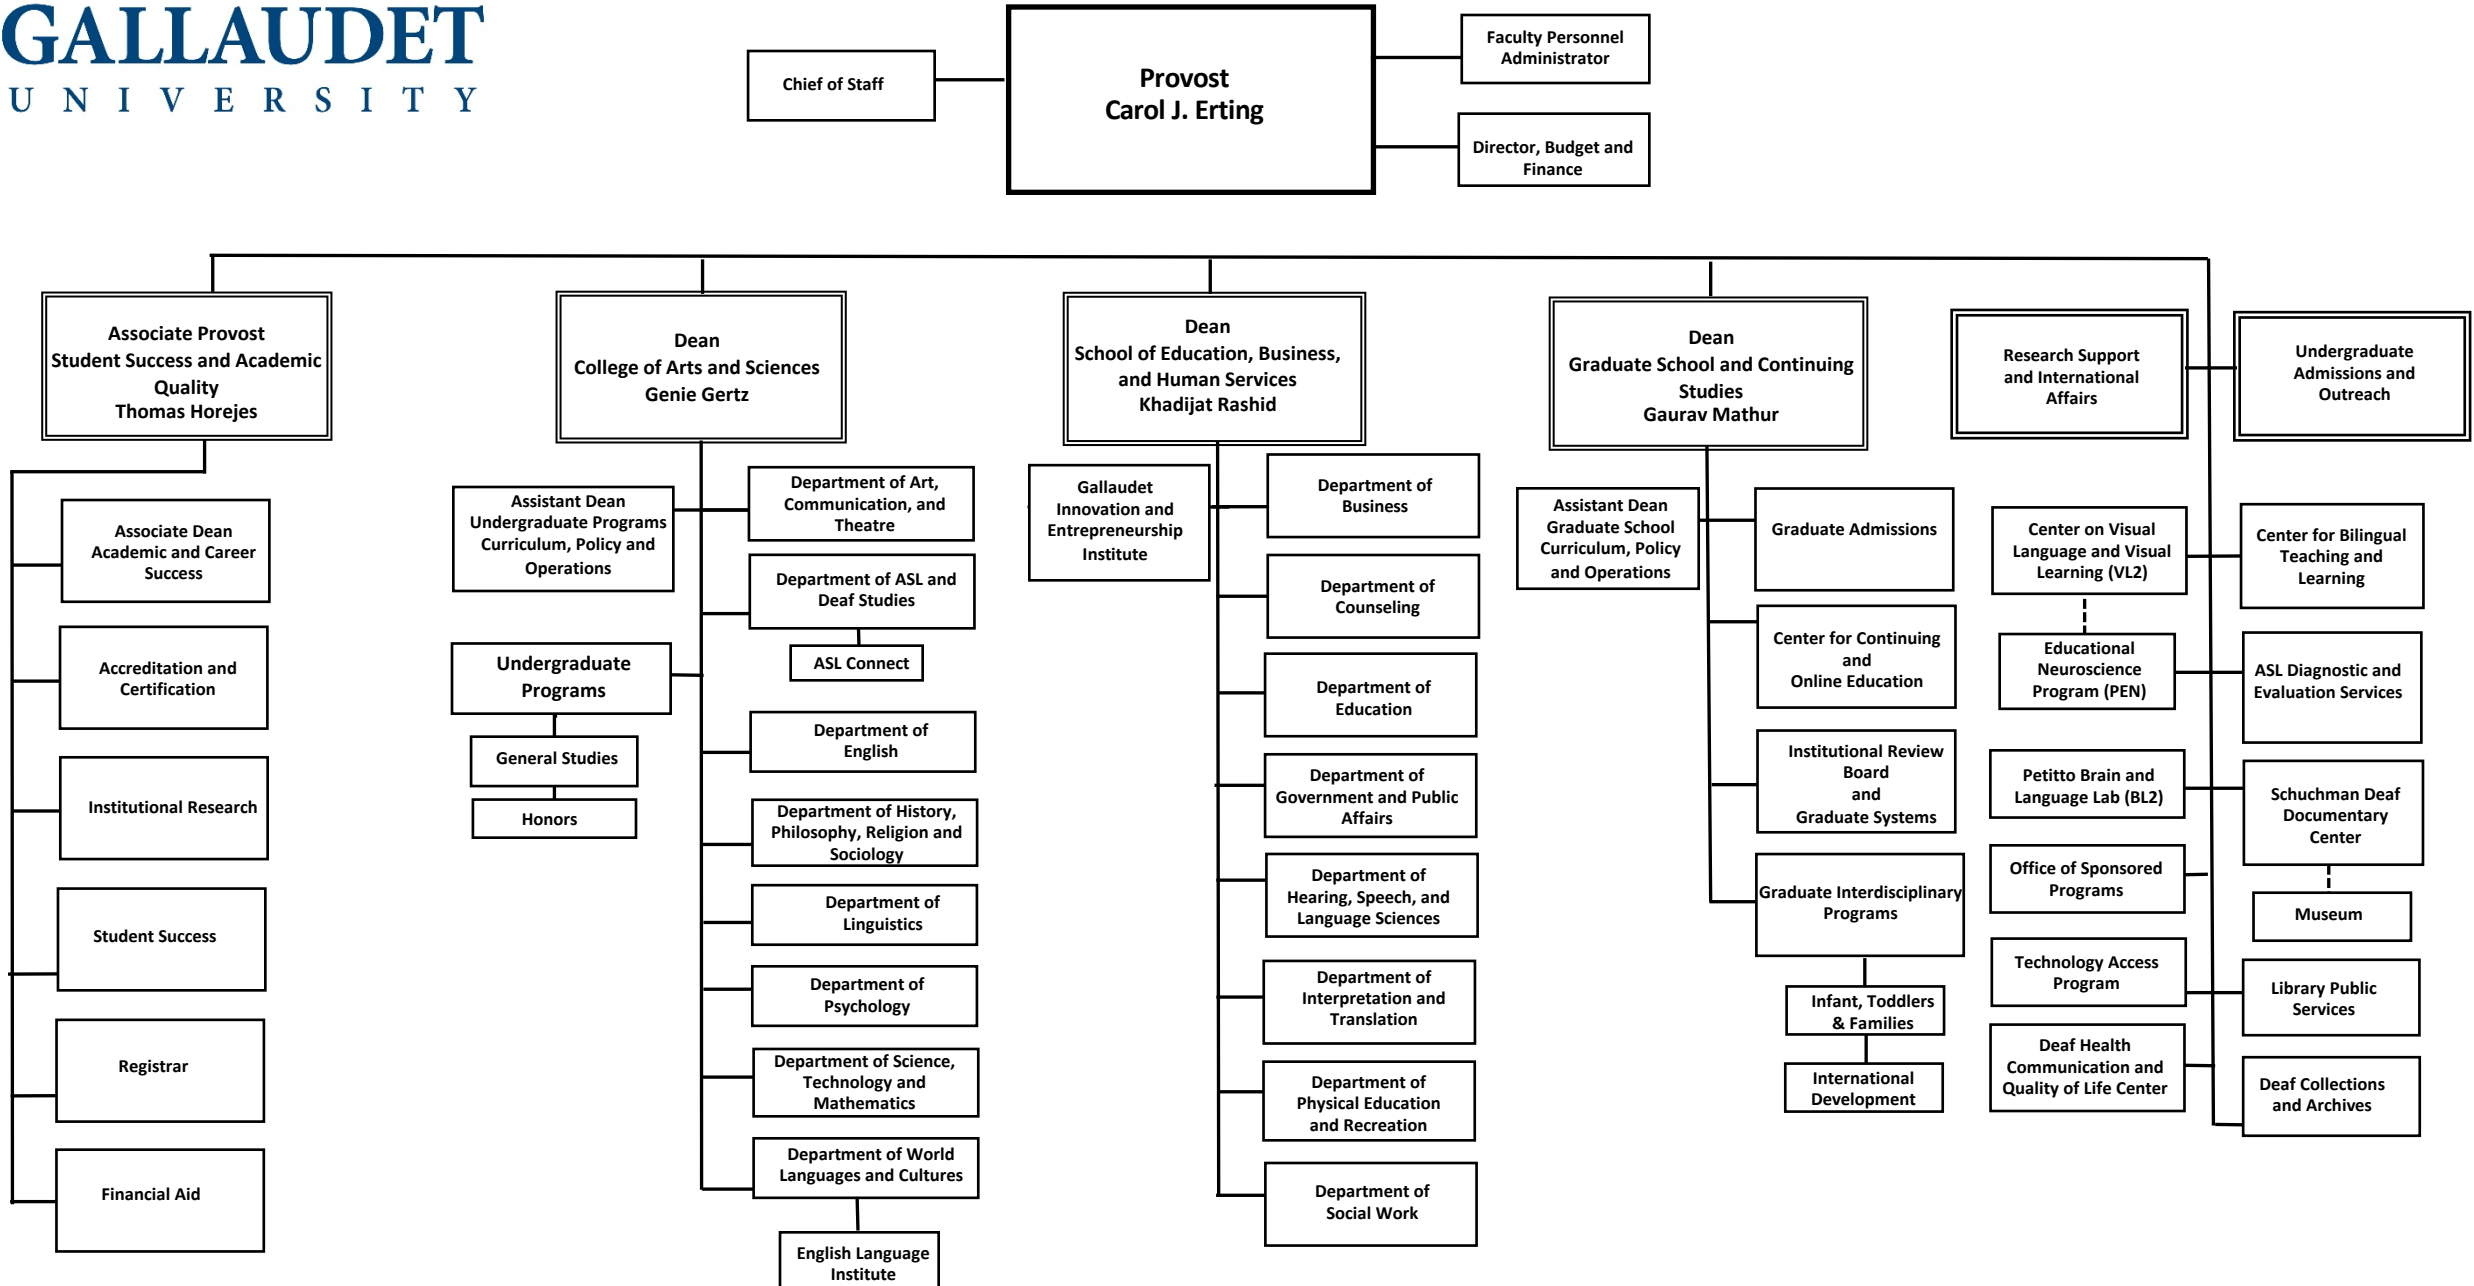 GALLAUDET
UNIVERSITY
Chief of Staff
Provost
Carol J. Erting
Faculty Personnel
Administrator
Director, Budget and
Finance
Associate Provost
Student Success and Academic
Quality
Thomas Horejes
Associate Dean
Academic and Career
Success
Accreditation and
Certification
Institutional Research
Student Success
Registrar
Financial Aid
Dean
College of Arts and Sciences
Genie Gertz
Assistant Dean
Undergraduate Programs
Curriculum, Policy and
Operations
Undergraduate
Programs
General Studies
Honors
Department of Art,
Communication, and
Theatre
Department of ASL and
Deaf Studies
ASL Connect
Department of
English
Department of History,
Philosophy, Religion and
Sociology
Department of
Linguistics
Department of
Psychology
Department of Science,
Technology and
Mathematics
Department of World
Languages and Cultures
English Language
Institute
Dean
School of Education, Business,
and Human Services
Khadijat Rashid
Gallaudet
Innovation and
Entrepreneurship
Institute
Department of
Business
Department of
Counseling
Department of
Education
Department of
Government and Public
Affairs
Department of
Hearing, Speech, and
Language Sciences
Department of
Interpretation and
Translation
Department of
Physical Education
and Recreation
Department of
Social Work
Dean
Graduate School and Continuing
Studies
Gaurav Mathur
Assistant Dean
Graduate School
Curriculum, Policy
and Operations
Graduate Admissions
Center for Continuing
and
Online Education
Institutional Review
Board
and
Graduate Systems
Graduate Interdisciplinary
Programs
Infant, Toddlers
& Families
International
Development
Research Support
and International
Affairs
Undergraduate
Admissions and
Outreach
Center on Visual
Language and Visual
Learning (VL2)
Educational
Neuroscience
Program (PEN)
Petitto Brain and
Language Lab (BL2)
Office of Sponsored
Programs
Technology Access
Program
Deaf Health
Communication and
Quality of Life Center
Center for Bilingual
Teaching and
Learning
ASL Diagnostic and
Evaluation Services
Schuchman Deaf
Documentary
Center
Museum
Library Public
Services
Deaf Collections
and Archives